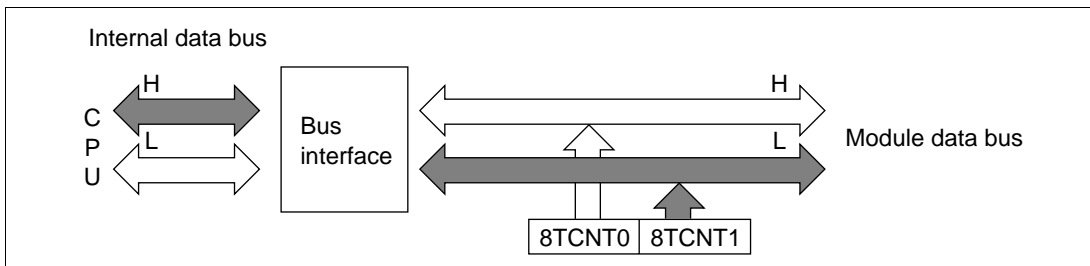 Internal data bus
H
H
C
P
U
Bus
interface
L
L
Module data bus
8TCNT0
8TCNT1